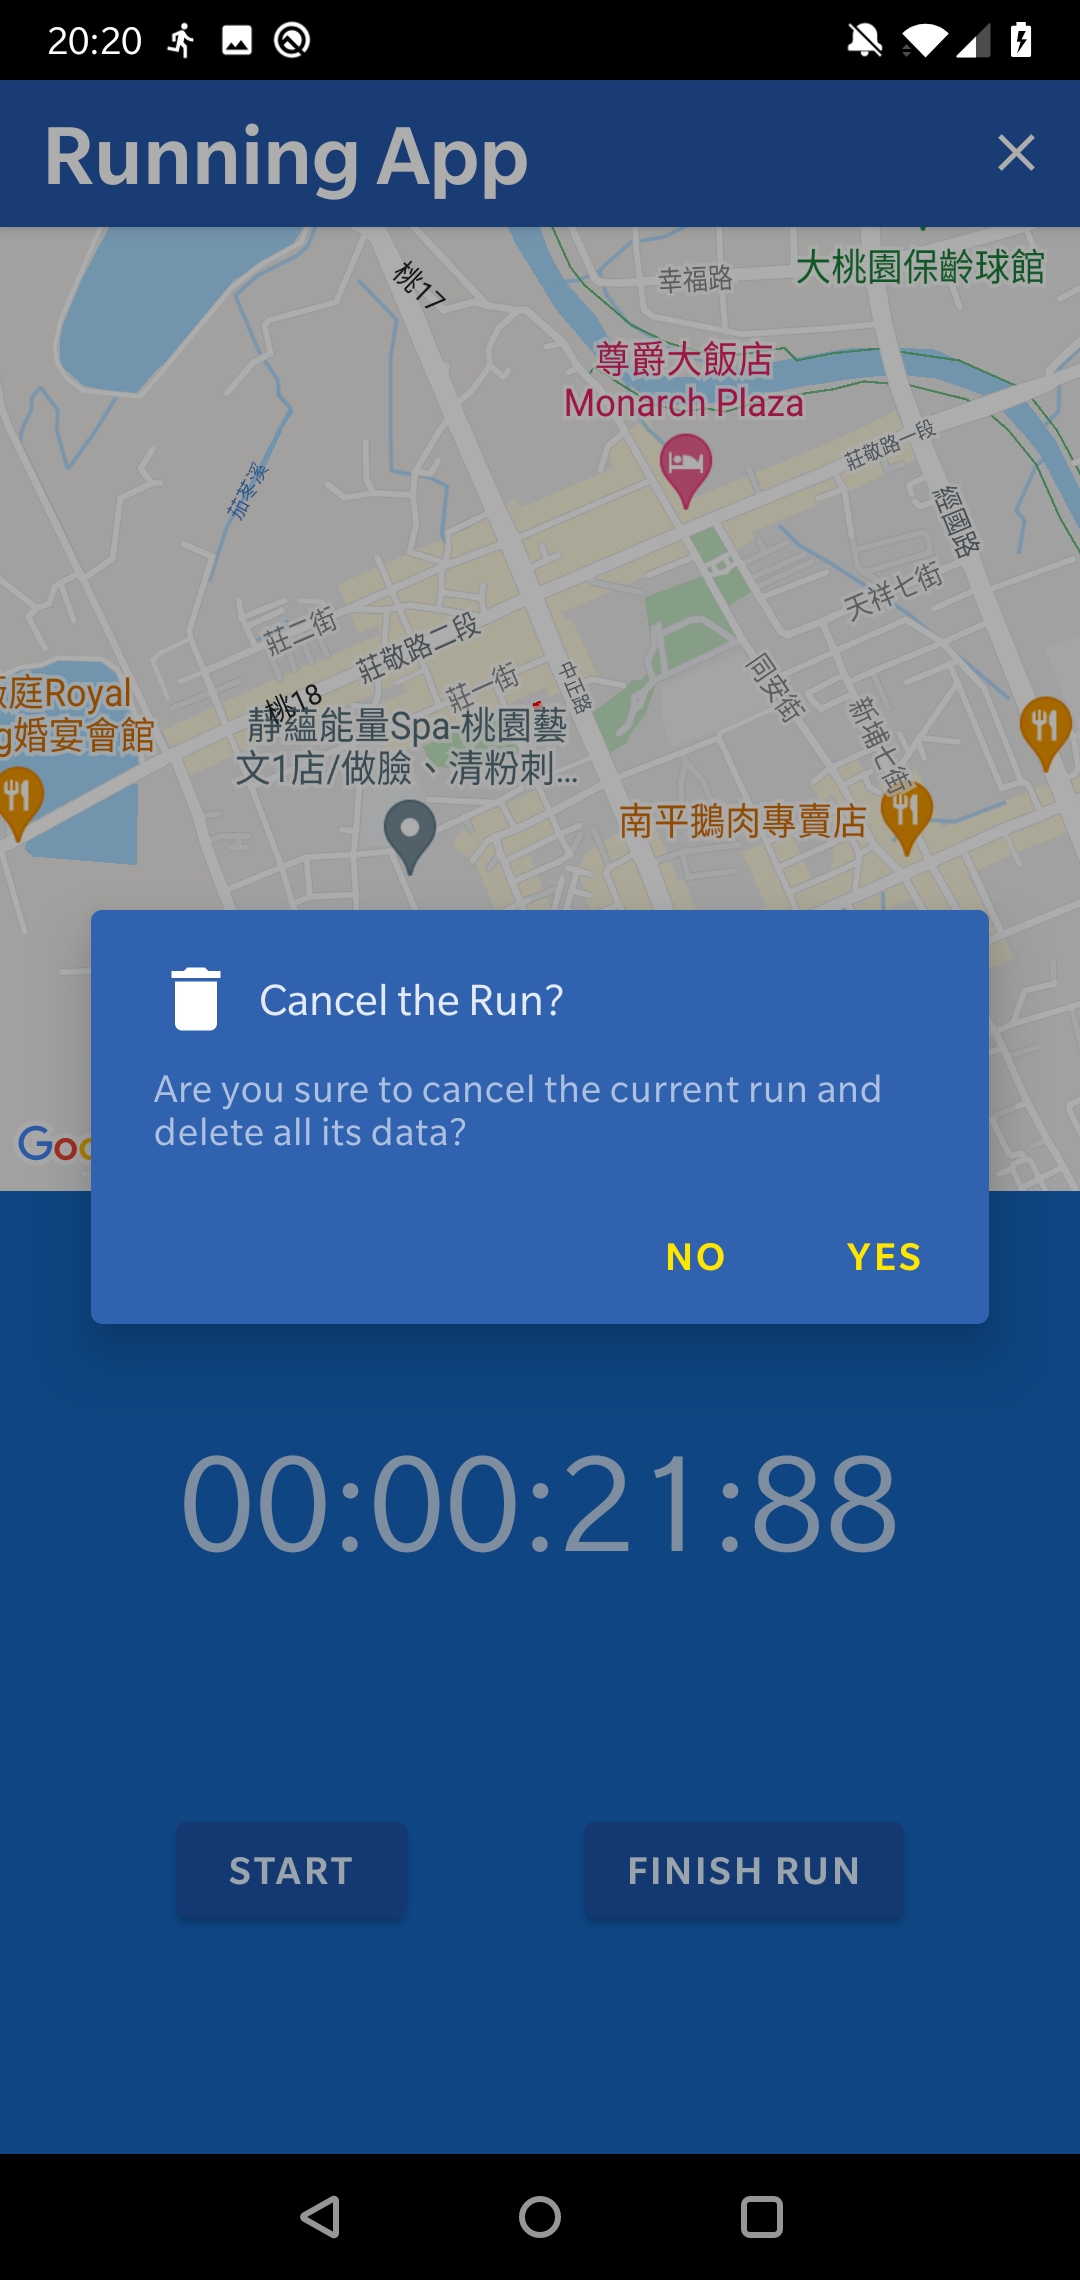 20:20
Running App
桃17
幸福路
大桃園保齡球館
尊爵大飯店
Monarch Plaza
莊敬路一段
茄苳溪
經國路
天祥七街
莊二街
莊敬路二段
莊一街
中正路
同安街
新埔七街
庭Royal
g婚宴會館
桃18
靜蘊能量Spa-桃園藝
文1店/做臉、清粉刺...
南平鵝肉專賣店
Cancel the Run?
Are you sure to cancel the current run and
delete all its data?
Goo
NO YES
00:00:21:88
START FINISH RUN